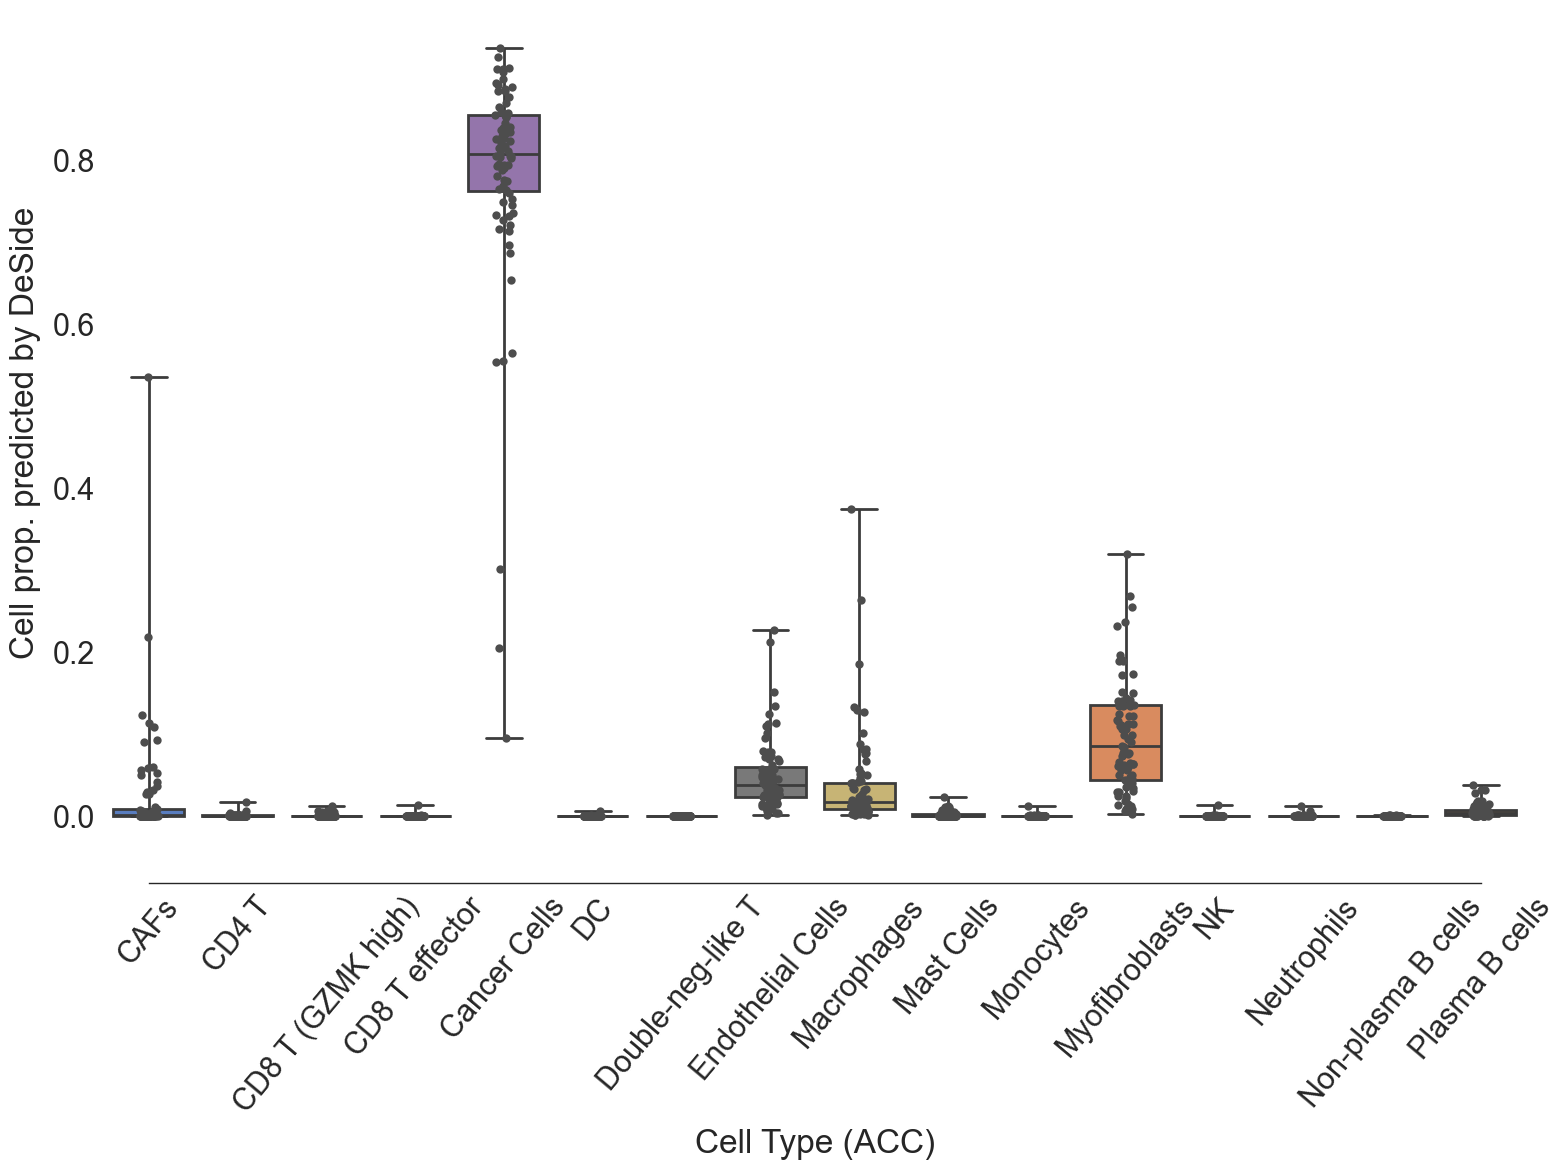 Cell prop. predicted by DeSide
0.8
0.6
0.4
0.2
0.0
CAFs
CD4 T
CD8 T (GZMK high)
CD8 T effector
Cancer Cells
DC
Double-neg-like T
Endothelial Cells
Macrophages
Mast Cells
Monocytes
Myofibroblasts
NK
Neutrophils
Non-plasma B cells
Plasma B cells
Cell Type (ACC)